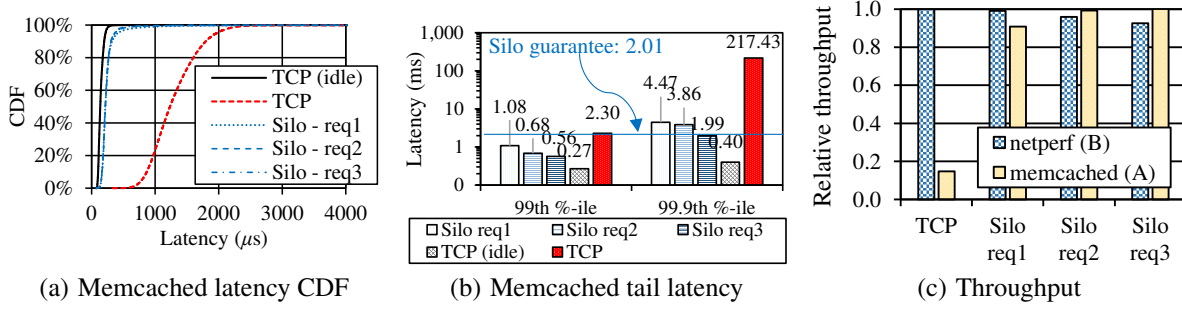 100%
80%
60%
40%
20%
0%
CDF
0
1000
2000
3000
4000
Latency (μs)
TCP (idle)
TCP
Silo - req1
Silo - req2
Silo - req3
(a) Memcached latency CDF
1,000
100
10
1
0
Latency (ms)
Silo guarantee: 2.01
217.43
4.47
3.86
1.08
0.68
0.56
0.27
2.30
1.99
0.40
99th %-ile
99.9th %-ile
Silo req1
Silo req2
Silo req3
TCP (idle)
TCP
(b) Memcached tail latency
1.0
0.8
0.6
0.4
0.2
0.0
Relative throughput
netperf (B)
memcached (A)
TCP
Silo
req1
Silo
req2
Silo
req3
(c) Throughput